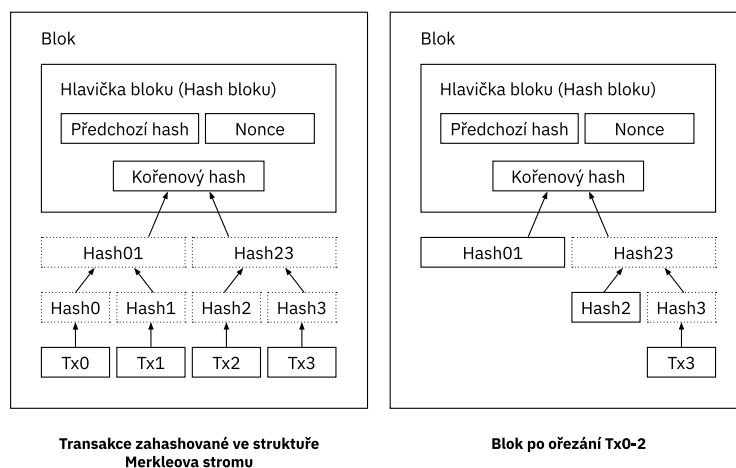 Blok
Hlavička bloku (Hash bloku)
Předchozí hash
Nonce
Kořenový hash
Hash01
Hash23
Hash0
Hash1
Hash2
Hash3
Tx0
Tx1
Tx2
Tx3
Transakce zahashované ve struktuře
Merkleova stromu
Blok
Hlavička bloku (Hash bloku)
Předchozí hash
Nonce
Kořenový hash
Hash01
Hash23
Hash2
Hash3
Tx3
Blok po ořezání Tx0-2